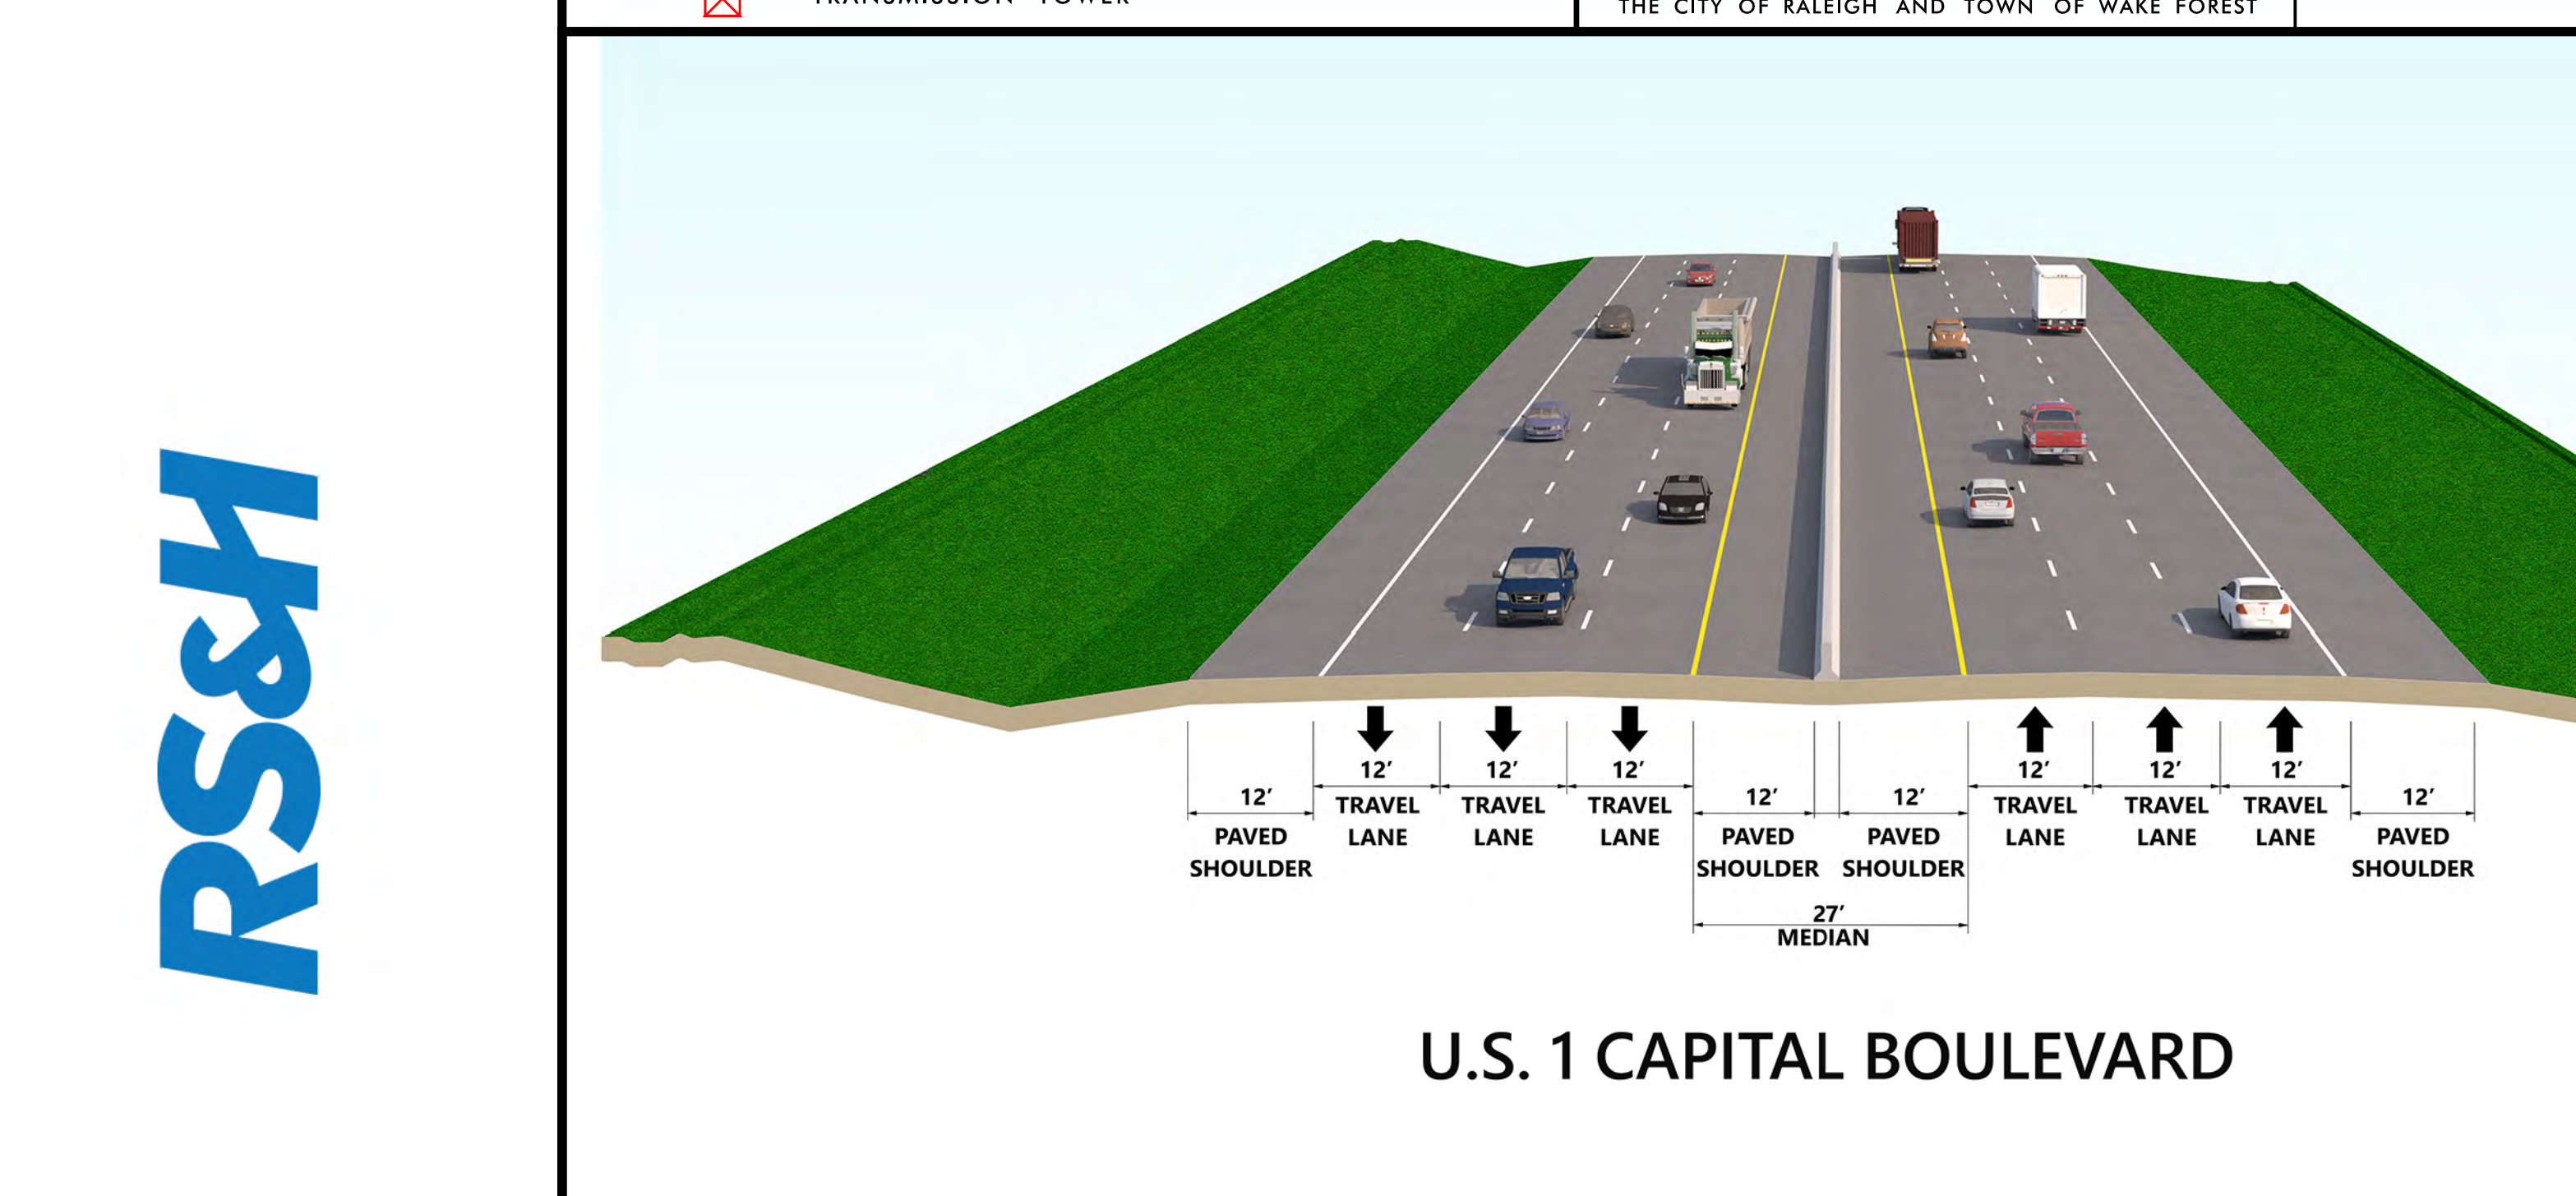 TRANSMISSION TOWER
THE CITY OF RALEIGH AND TOWN OF WAKE FOREST
RS&H
12' 12' 12' 12' 12' 12'
12' 12' 12' 12'
TRAVEL TRAVEL TRAVEL TRAVEL TRAVEL TRAVEL
PAVED LANE LANE LANE PAVED PAVED LANE LANE LANE PAVED
SHOULDER SHOULDER SHOULDER SHOULDER
27'
MEDIAN
U.S. 1 CAPITAL BOULEVARD